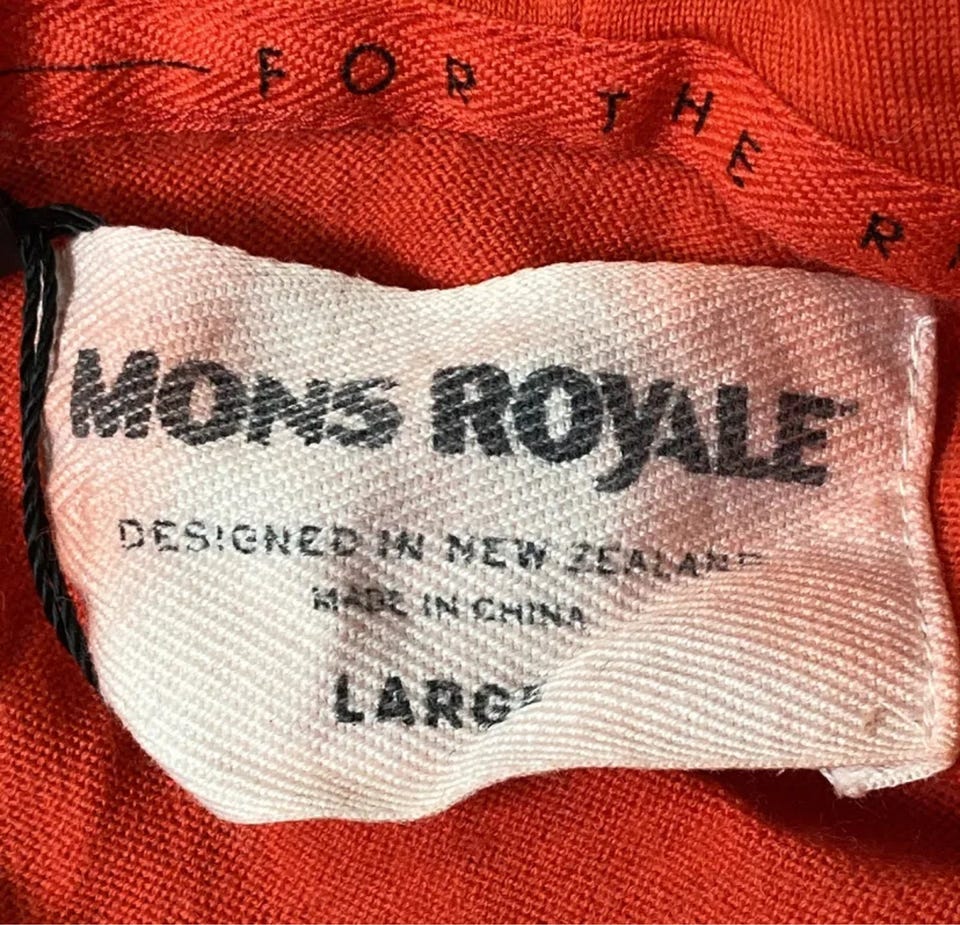 FOR THE
MONS ROYALE
DESIGNED IN NEW ZEALAND
MADE IN CHINA
LARGE